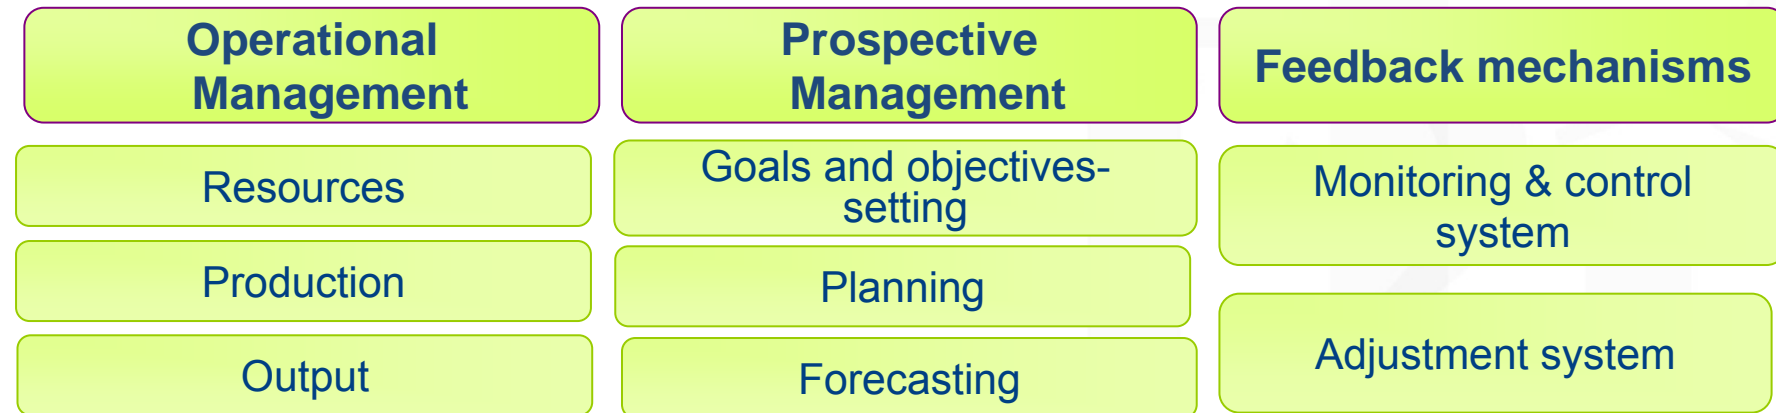 Operational
Management
Resources
Production
Output
Prospective
Management
Goals and objectives-
setting
Planning
Forecasting
Feedback mechanisms
Monitoring & control
system
Adjustment system